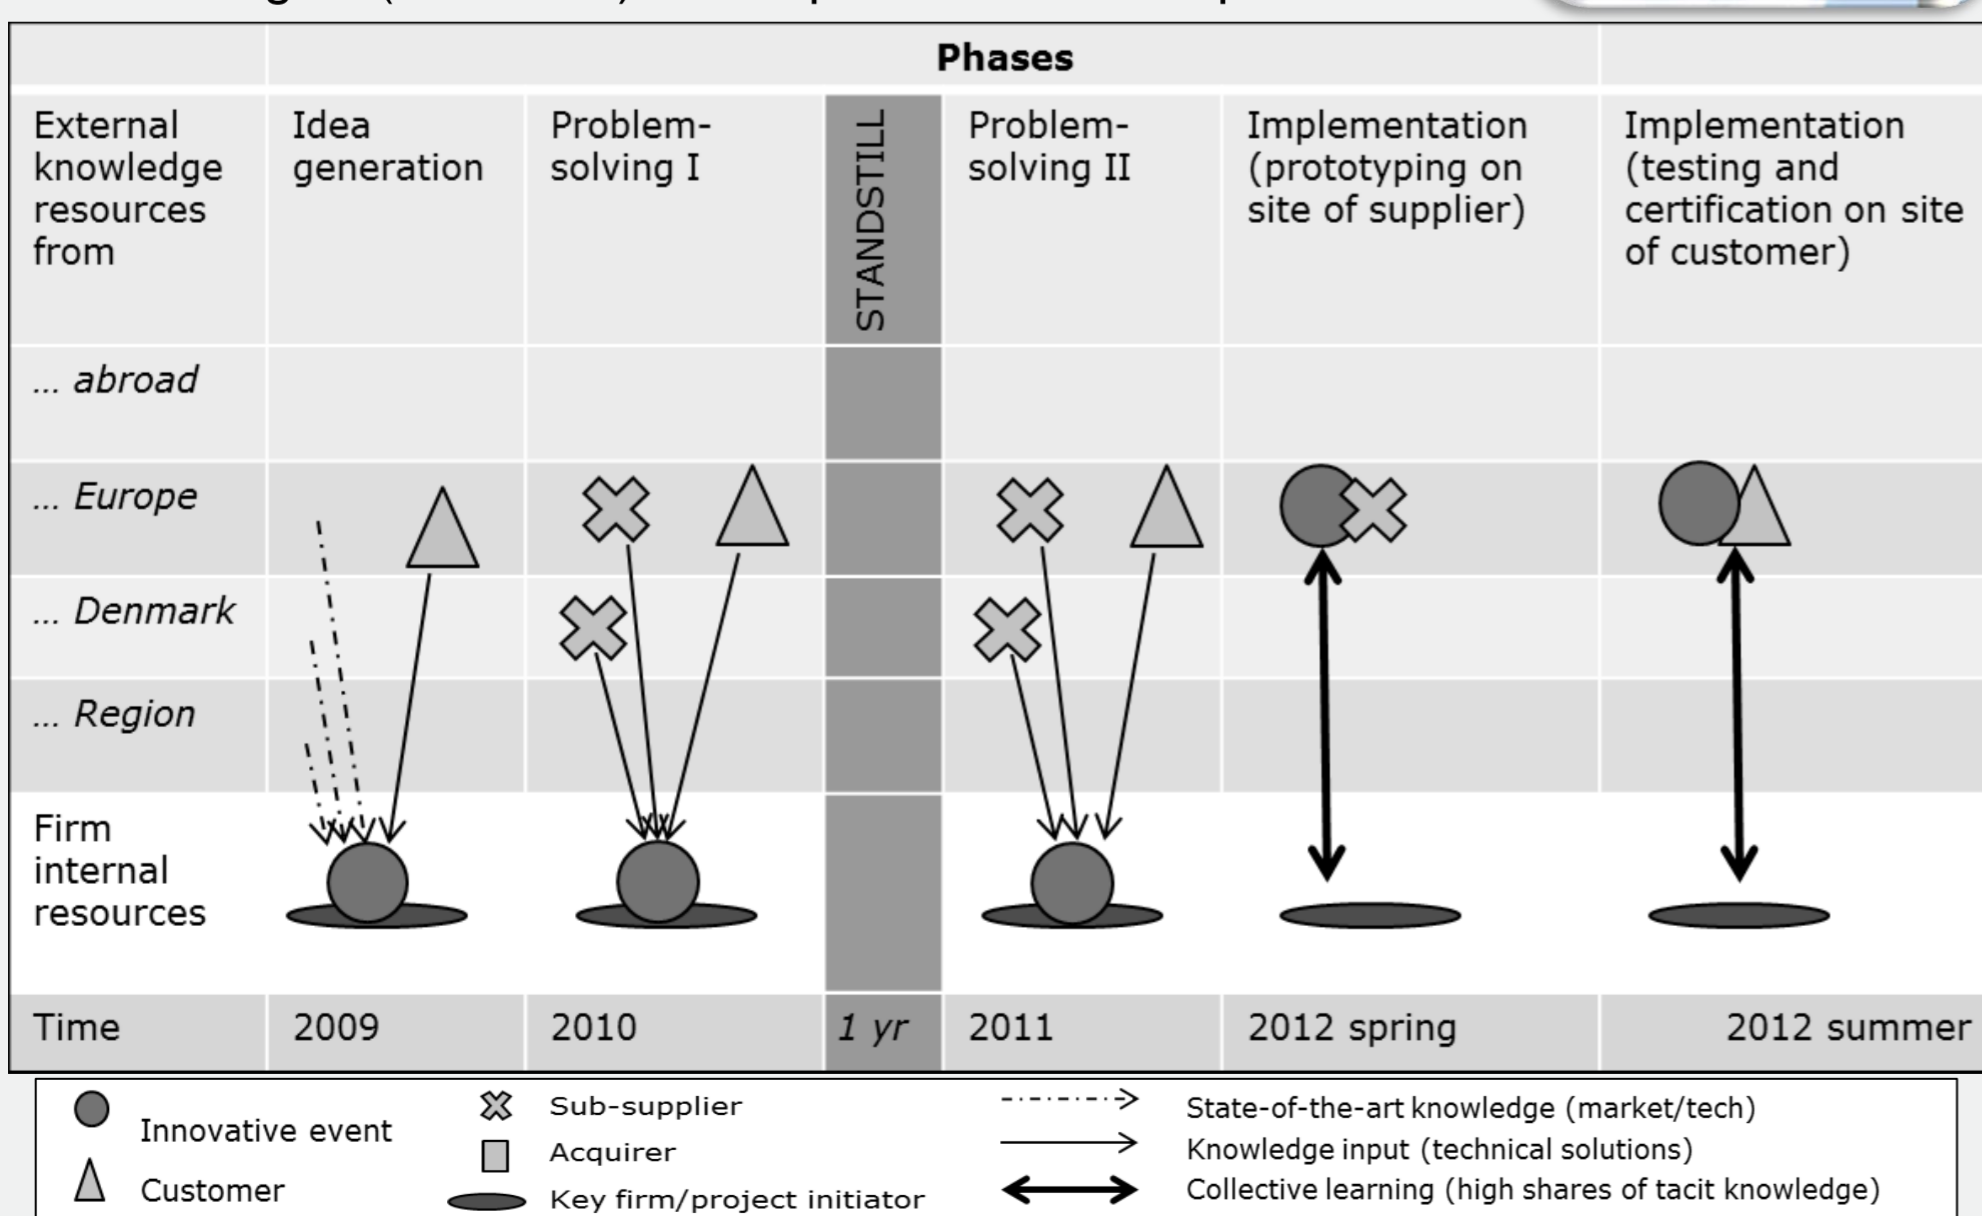 Phases
External
knowledge
resources
from
Idea
generation
Problem-
solving I
STANDSTILL
Problem-
solving II
Implementation
(prototyping on
site of supplier)
Implementation
(testing and
certification on site
of customer)
... abroad
... Europe
... Denmark
... Region
Firm
internal
resources
Time
2009
2010
1 yr
2011
2012 spring
2012 summer
Innovative event
Customer
Sub-supplier
Acquirer
Key firm/project initiator
State-of-the-art knowledge (market/tech)
Knowledge input (technical solutions)
Collective learning (high shares of tacit knowledge)